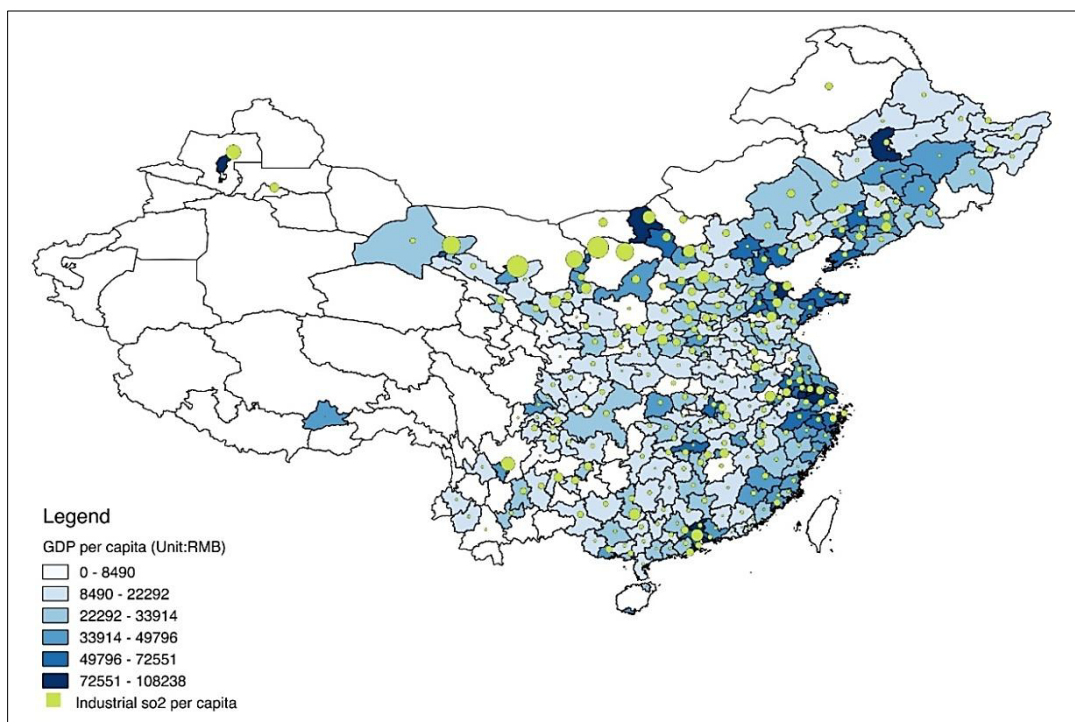 Legend
GDP per capita (Unit:RMB)
0 - 8490
8490 - 22292
22292 - 33914
33914 - 49796
49796 - 72551
72551 - 108238
Industrial so2 per capita